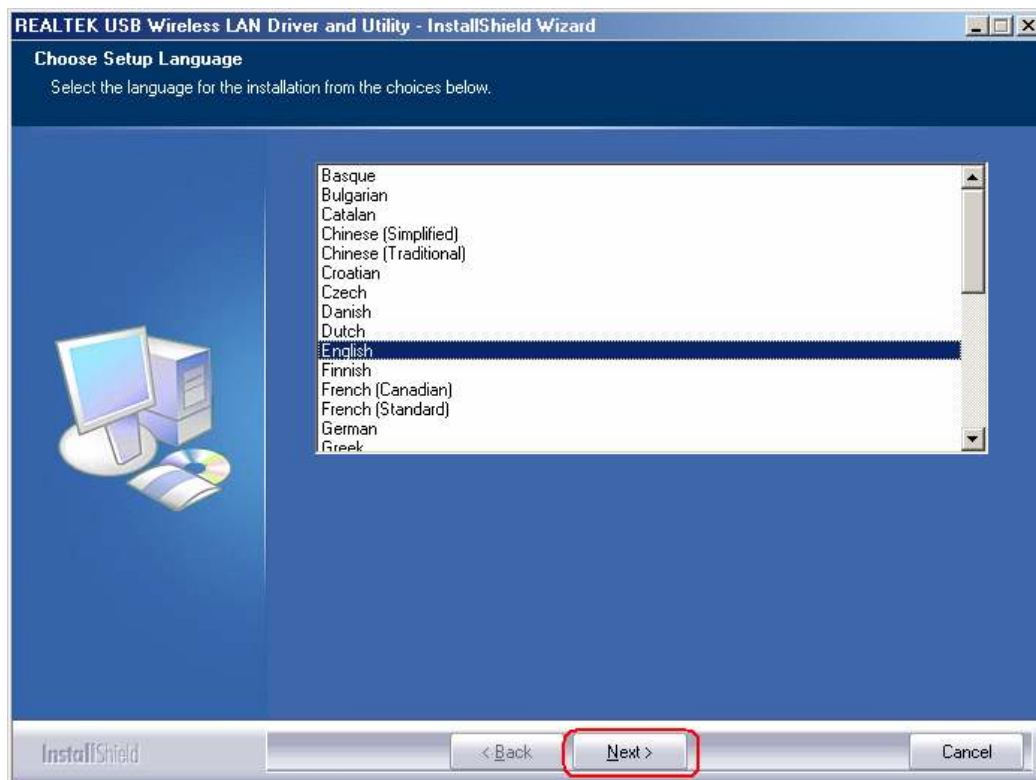 REALTEK USB Wireless LAN Driver and Utility - InstallShield Wizard
Choose Setup Language
Select the language for the installation from the choices below.
Basque
Bulgarian
Catalan
Chinese (Simplified)
Chinese (Traditional)
Croatian
Czech
Danish
Dutch
English
Finnish
French (Canadian)
French (Standard)
German
Greek
InstallShield
< Back
Next >
Cancel